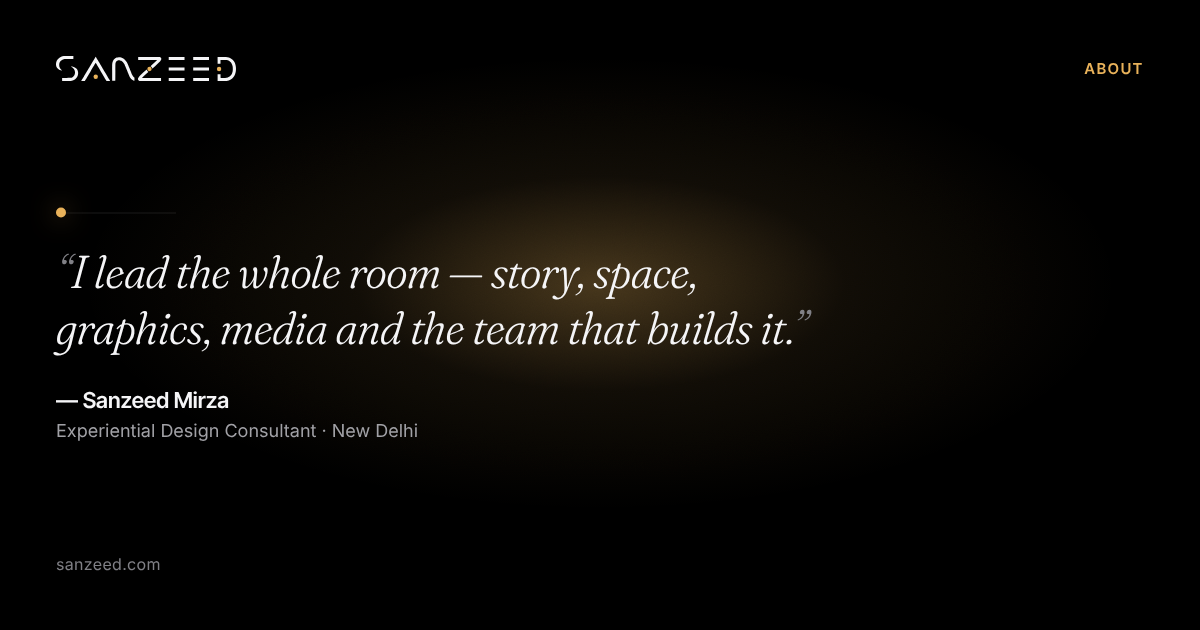 SANZEED
ABOUT
“I lead the whole room — story, space,
graphics, media and the team that builds it.”
— Sanzeed Mirza
Experiential Design Consultant · New Delhi
sanzeed.com